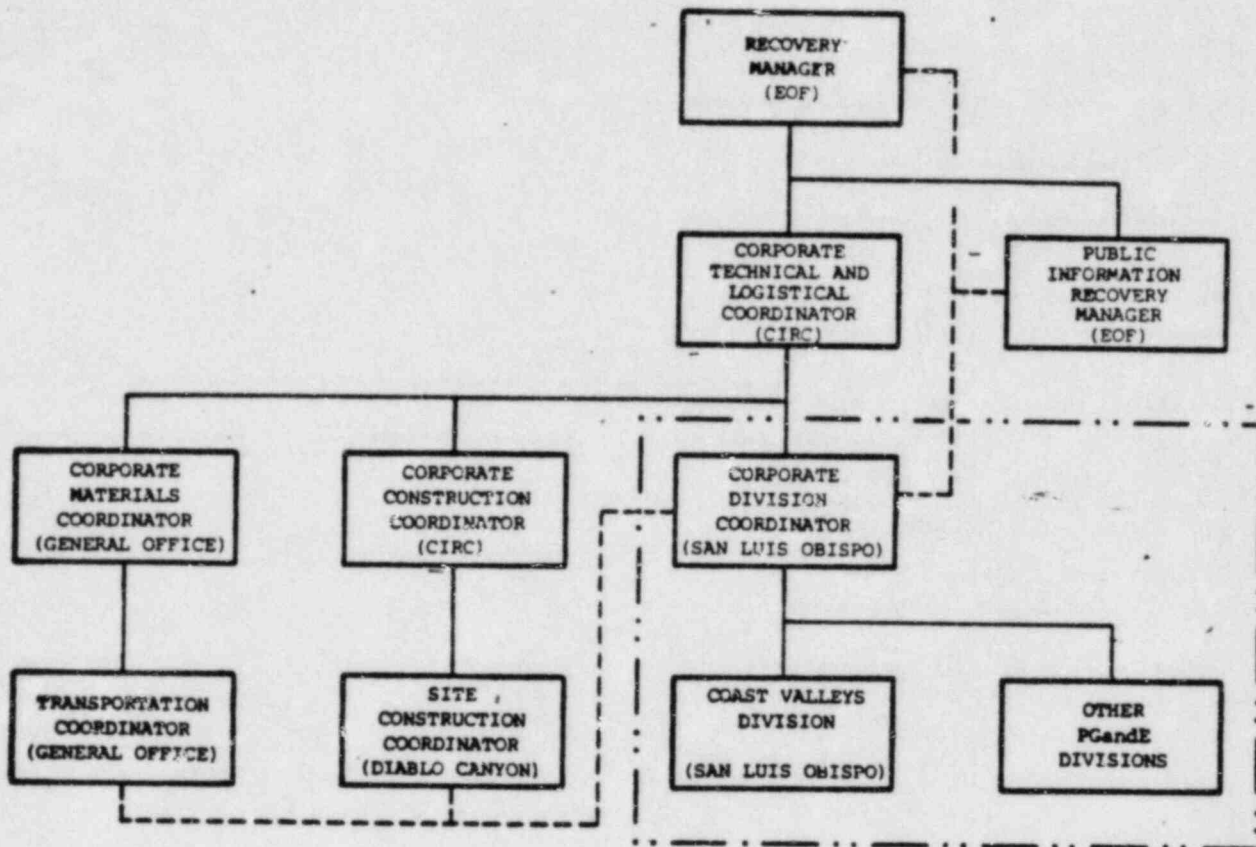 RECOVERY
MANAGER
(EOF)
CORPORATE
TECHNICAL AND
LOGISTICAL
COORDINATOR
(CIRC)
PUBLIC
INFORMATION
RECOVERY
MANAGER
(EOF)
CORPORATE
MATERIALS
COORDINATOR
(GENERAL OFFICE)
CORPORATE
CONSTRUCTION
COORDINATOR
(CIRC)
CORPORATE
DIVISION
COORDINATOR
(SAN LUIS OBISPO)
TRANSPORTATION
COORDINATOR
(GENERAL OFFICE)
SITE
CONSTRUCTION
COORDINATOR
(DIABLO CANYON)
COAST VALLEYS
DIVISION
(SAN LUIS OBISPO)
OTHER
PGandE
DIVISIONS